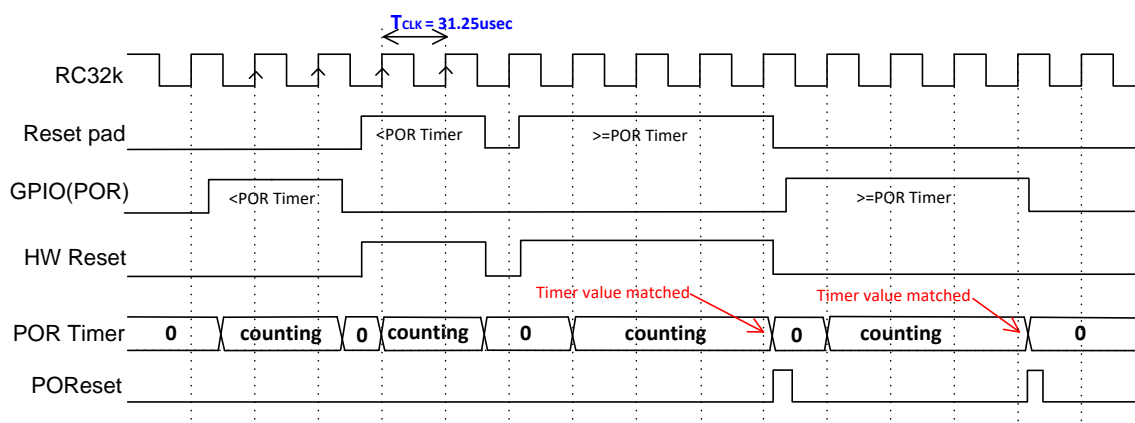 TCLK = 31.25usec
RC32k
Reset pad
<POR Timer
>=POR Timer
GPIO(POR)
<POR Timer
>=POR Timer
HW Reset
Timer value matched
Timer value matched
POR Timer
0
counting
0
counting
0
counting
0
counting
0
POReset